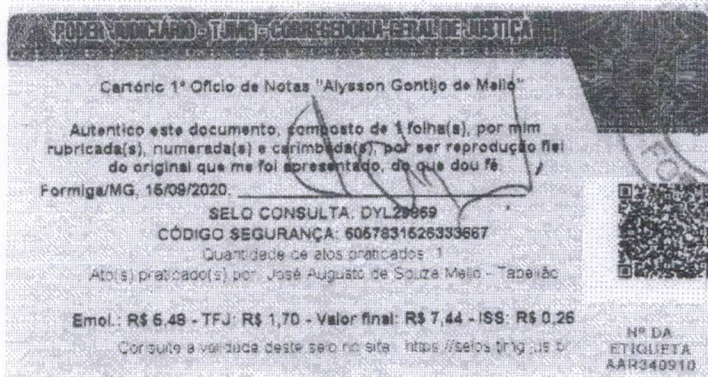 PODER JUDICIÁRIO - TJMG - CORREGEDORIA-GERAL DE JUSTIÇA
Cartório 1º Ofício de Notas "Alysson Gontijo de Mello"
Autentico este documento, composto de 1 folha(s), por mim
rubricada(s), numerada(s) e carimbada(s), por ser reprodução fiel
do original que me foi apresentado, do que dou fé.
Formiga/MG, 15/09/2020.
SELO CONSULTA: DYL29959
CÓDIGO SEGURANÇA: 6057831526333667
Quantidade de atos praticados: 1
Ato(s) praticado(s) por: José Augusto de Souza Mello - Tabelião
Emol.: R$ 6,48 - TFJ: R$ 1,70 - Valor final: R$ 7,44 - ISS: R$ 0,26
Consulte a validade deste selo no site: https://selos.tjmg.jus.br
Nº DA
ETIQUETA
AAR340910
FOR